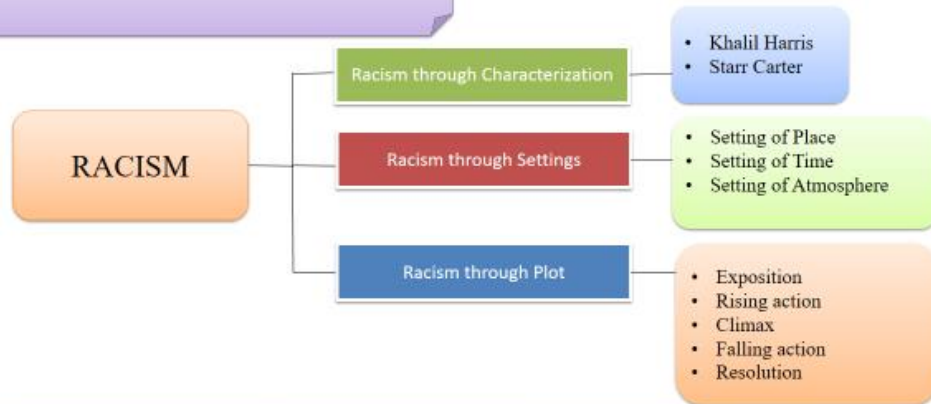 RACISM
Racism through Characterization
• Khalil Harris
• Starr Carter
Racism through Settings
• Setting of Place
• Setting of Time
• Setting of Atmosphere
Racism through Plot
• Exposition
• Rising action
• Climax
• Falling action
• Resolution